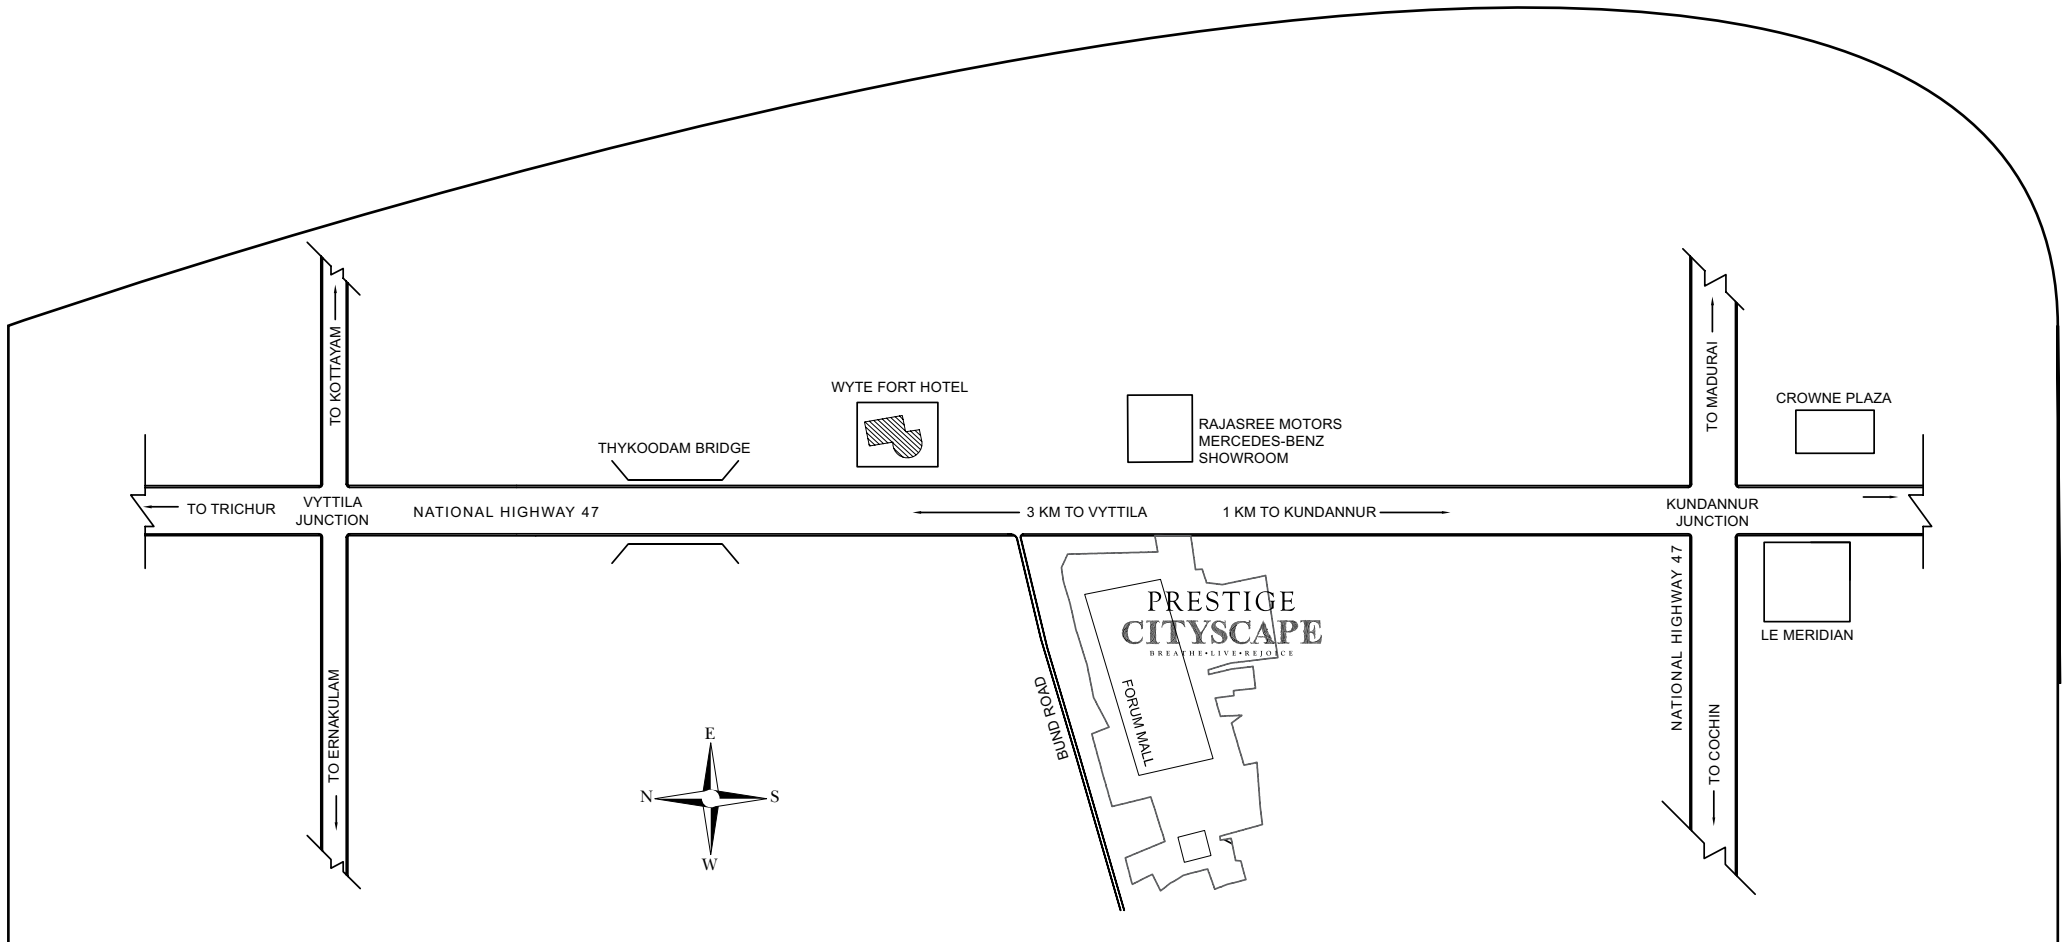 TO KOTTAYAM
WYTE FORT HOTEL
THYKOODAM BRIDGE
RAJASREE MOTORS
MERCEDES-BENZ
SHOWROOM
TO MADURAI
CROWNE PLAZA
TO TRICHUR
VYTTILA
JUNCTION
NATIONAL HIGHWAY 47
3 KM TO VYTTILA
1 KM TO KUNDANNUR
KUNDANNUR
JUNCTION
NATIONAL HIGHWAY 47
LE MERIDIAN
PRESTIGE
CITYSCAPE
BREATHE•LIVE•REJOICE
TO ERNAKULAM
BUND ROAD
FORUM MALL
TO COCHIN
E
N
S
W